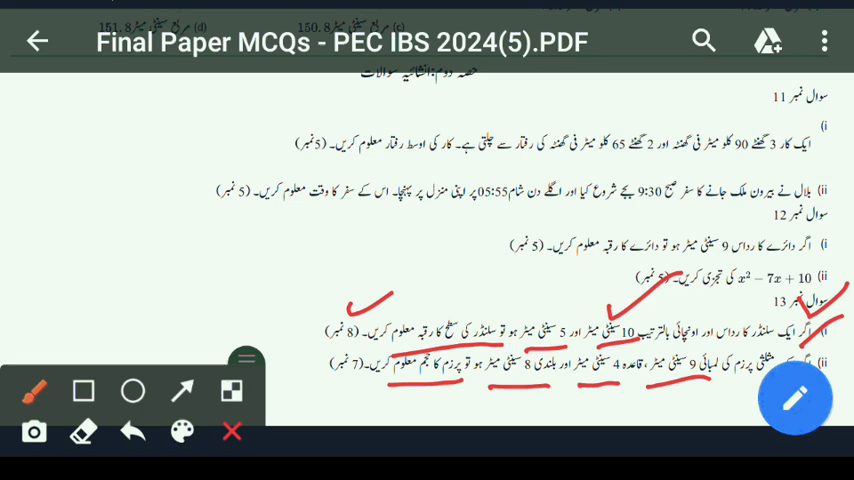 151.8 مربع سینٹی میٹر (d) 150.8 مربع سینٹی میٹر (c)
Final Paper MCQs - PEC IBS 2024(5).PDF
حصہ دوم:انشائیہ سوالات
سوال نمبر 11
(i
ایک کار 3 گھنٹے 90 کلو میٹر فی گھنٹہ اور 2 گھنٹے 65 کلو میٹر فی گھنٹہ کی رفتار سے چلتی ہے۔ کار کی اوسط رفتار معلوم کریں۔ (5 نمبر)
(ii بلال نے بیرون ملک جانے کا سفر صبح 9:30 بجے شروع کیا اور اگلے دن شام 05:55 پر اپنی منزل پر پہنچا۔ اس کے سفر کا وقت معلوم کریں۔ (5 نمبر)
سوال نمبر 12
(i اگر دائرے کا رداس 9 سینٹی میٹر ہو تو دائرے کا رقبہ معلوم کریں۔ (5 نمبر)
(ii x² − 7x + 10 کی تجزی کریں۔ (5 نمبر)
سوال نمبر 13
(i اگر ایک سلنڈر کا رداس اور اونچائی بالترتیب 10 سینٹی میٹر اور 5 سینٹی میٹر ہو تو سلنڈر کی سطح کا رقبہ معلوم کریں۔ (8 نمبر)
(ii مثلثی پرزم کی لمبائی 9 سینٹی میٹر، قاعدہ 4 سینٹی میٹر اور بلندی 8 سینٹی میٹر ہو تو پرزم کا حجم معلوم کریں۔ (7 نمبر)